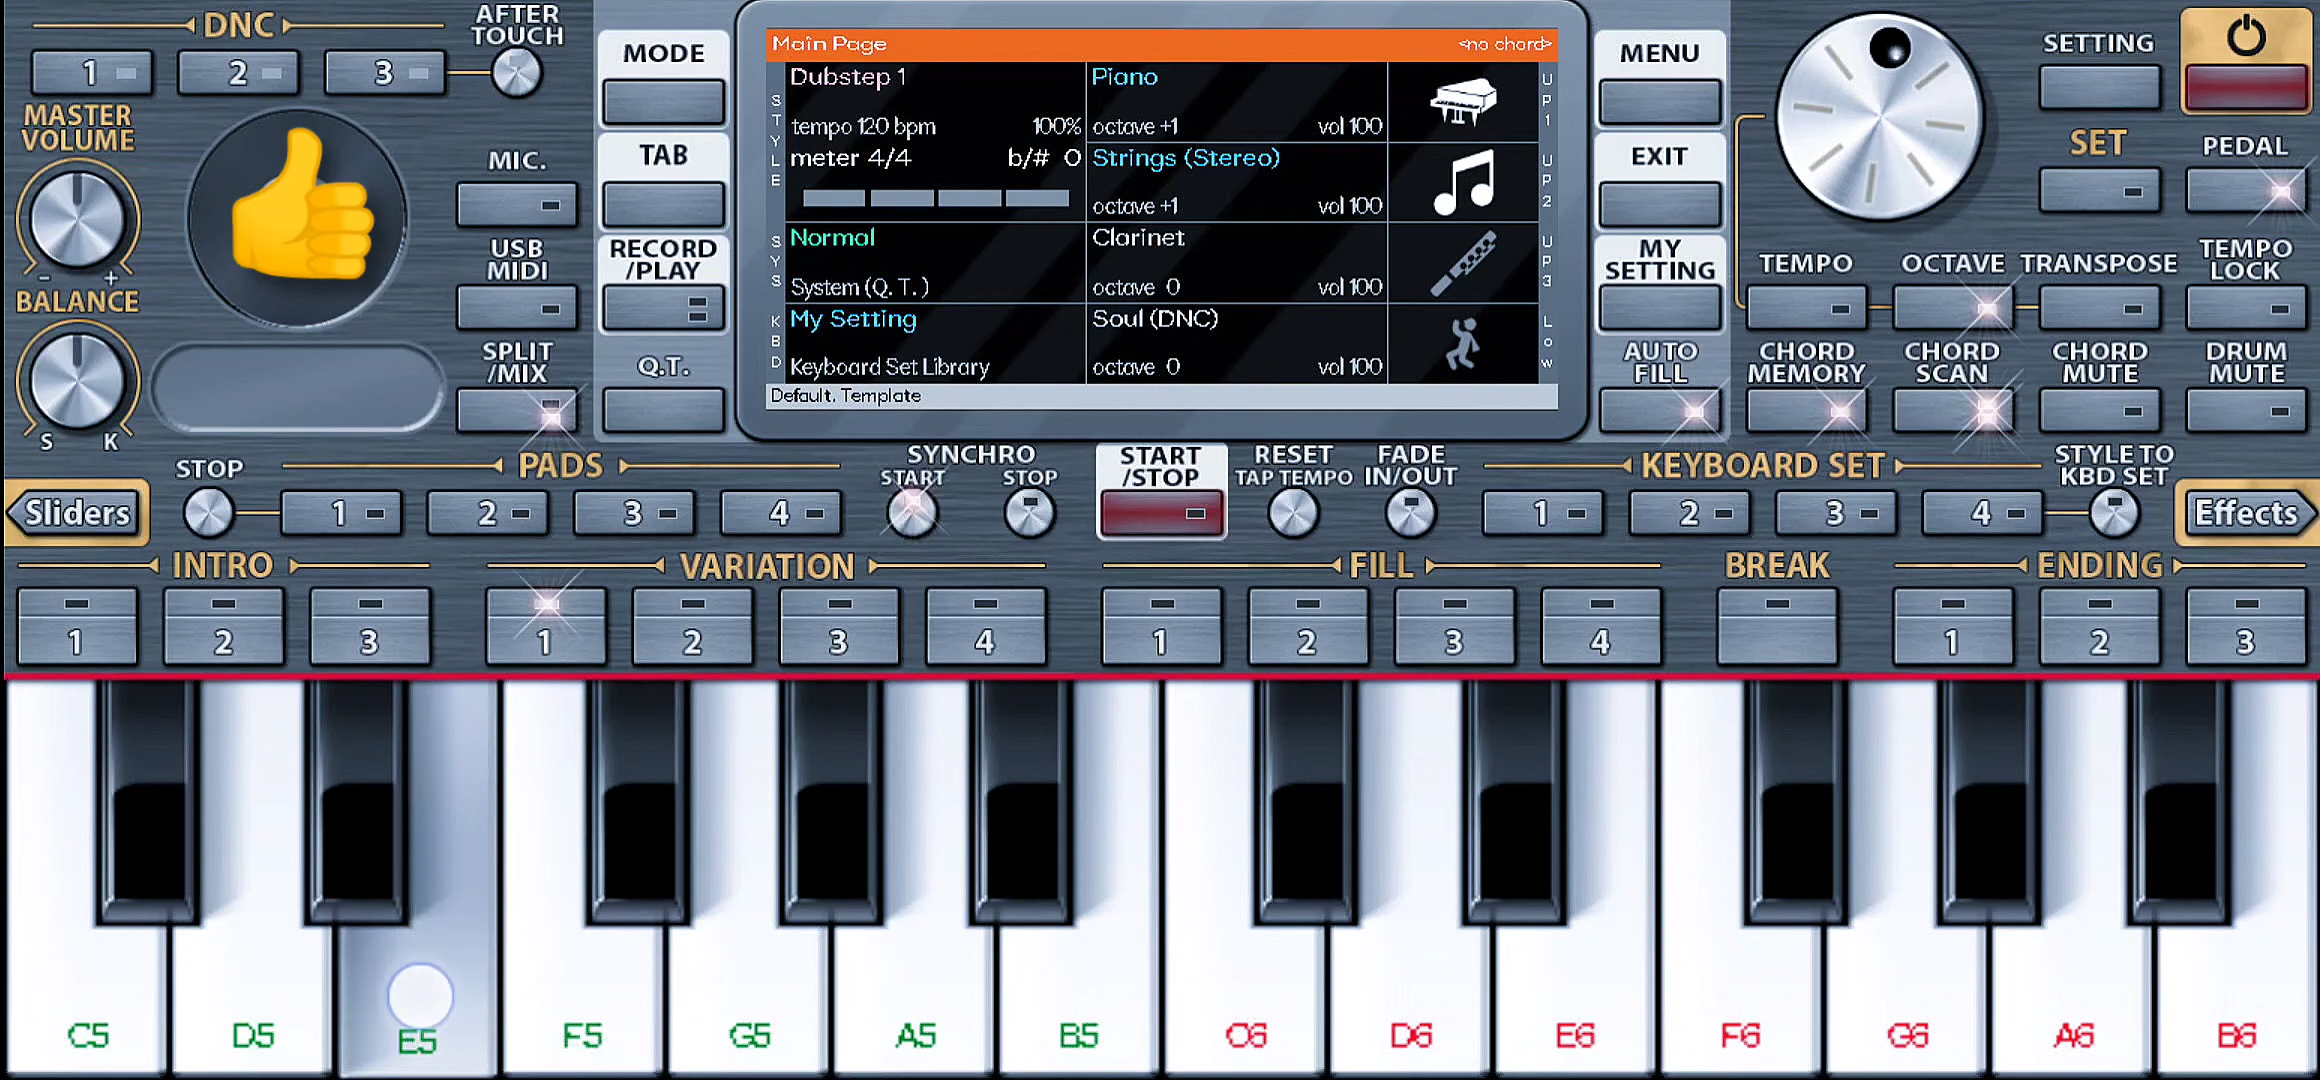 DNC
1
2
3
AFTER
TOUCH
MASTER
VOLUME
- +
BALANCE
S K
MIC.
USB
MIDI
SPLIT
/MIX
MODE
TAB
RECORD
/PLAY
Q.T.
Main Page <no chord>
STYLE
Dubstep 1
tempo 120 bpm 100%
meter 4/4 b/# 0
SYS
Normal
System (Q. T. )
KBD
My Setting
Keyboard Set Library
Piano
octave +1 vol 100
UP1
Strings (Stereo)
octave +1 vol 100
UP2
Clarinet
octave 0 vol 100
UP3
Soul (DNC)
octave 0 vol 100
Low
Default. Template
MENU
EXIT
MY
SETTING
AUTO
FILL
SETTING
SET
PEDAL
TEMPO
OCTAVE
TRANSPOSE
TEMPO
LOCK
CHORD
MEMORY
CHORD
SCAN
CHORD
MUTE
DRUM
MUTE
Sliders
STOP
PADS
1
2
3
4
SYNCHRO
START STOP
START
/STOP
RESET
TAP TEMPO
FADE
IN/OUT
KEYBOARD SET
1
2
3
4
STYLE TO
KBD SET
Effects
INTRO
1
2
3
VARIATION
1
2
3
4
FILL
1
2
3
4
BREAK
ENDING
1
2
3
C5 D5 E5 F5 G5 A5 B5 C6 D6 E6 F6 G6 A6 B6